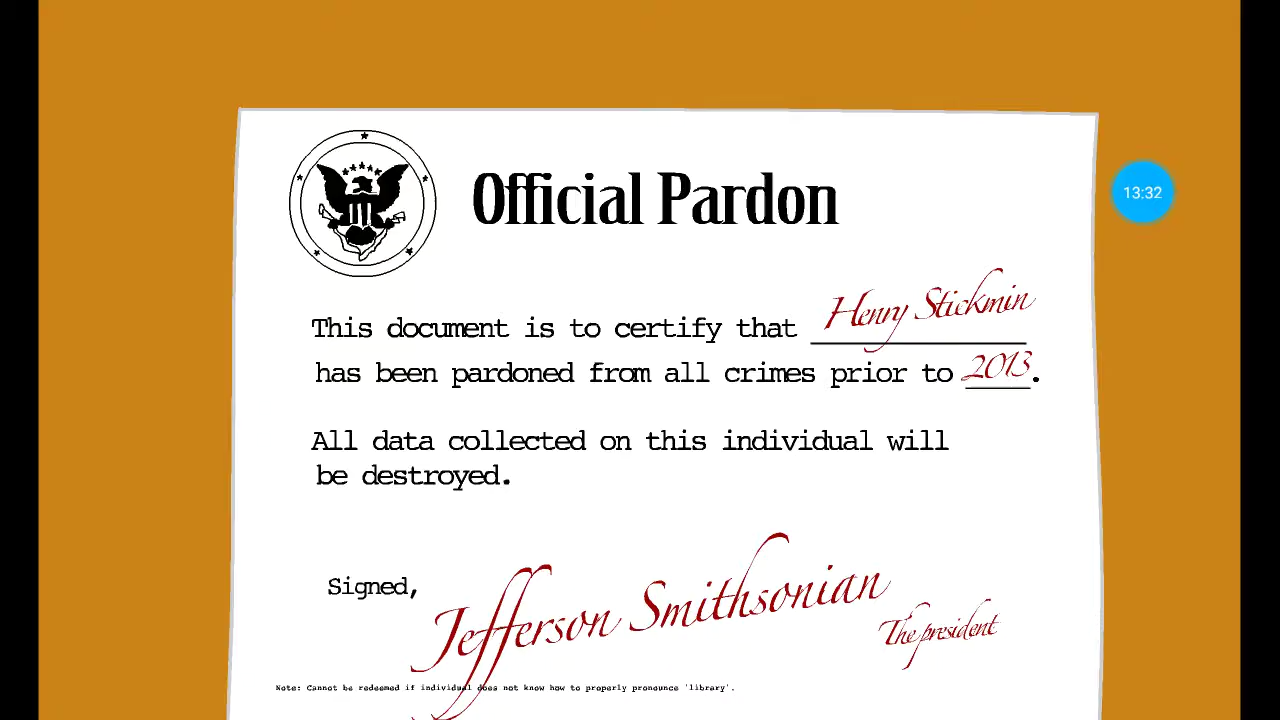 Official Pardon
13:32
This document is to certify that Henry Stickmin
has been pardoned from all crimes prior to 2013.
All data collected on this individual will
be destroyed.
Signed,
Jefferson Smithsonian
The president
Note: Cannot be redeemed if individual does not know how to properly pronounce 'library'.